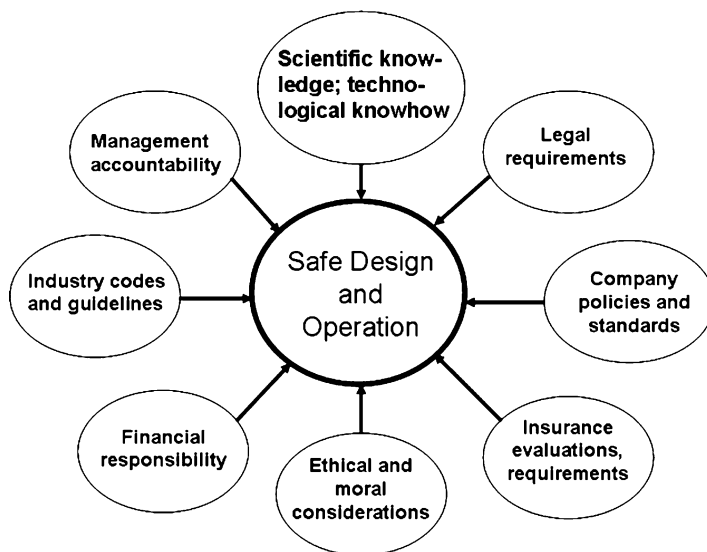 Scientific know-
ledge; techno-
logical knowhow
Management
accountability
Legal
requirements
Safe Design
and
Operation
Industry codes
and guidelines
Company
policies and
standards
Financial
responsibility
Ethical and
moral
considerations
Insurance
evaluations,
requirements